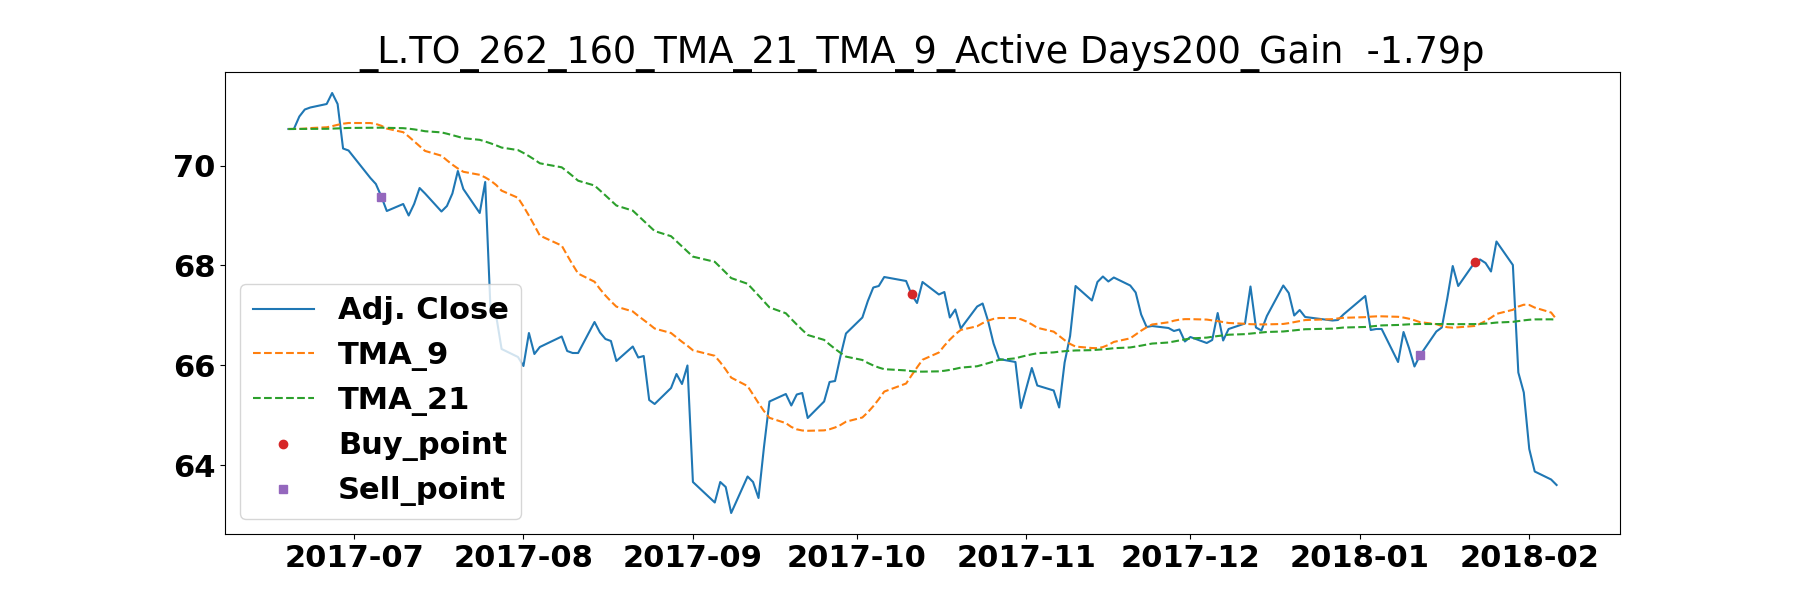 _L.TO_262_160_TMA_21_TMA_9_Active Days200_Gain  -1.79p
70
68
66
64
Adj. Close
TMA_9
TMA_21
Buy_point
Sell_point
2017-07 2017-08 2017-09 2017-10 2017-11 2017-12 2018-01 2018-02